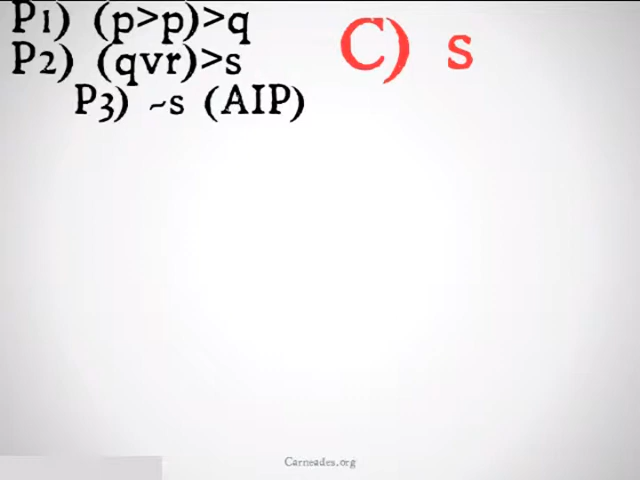 P1) (p>p)>q
C) s
P2) (qvr)>s
P3) ~s (AIP)
Carneades.org